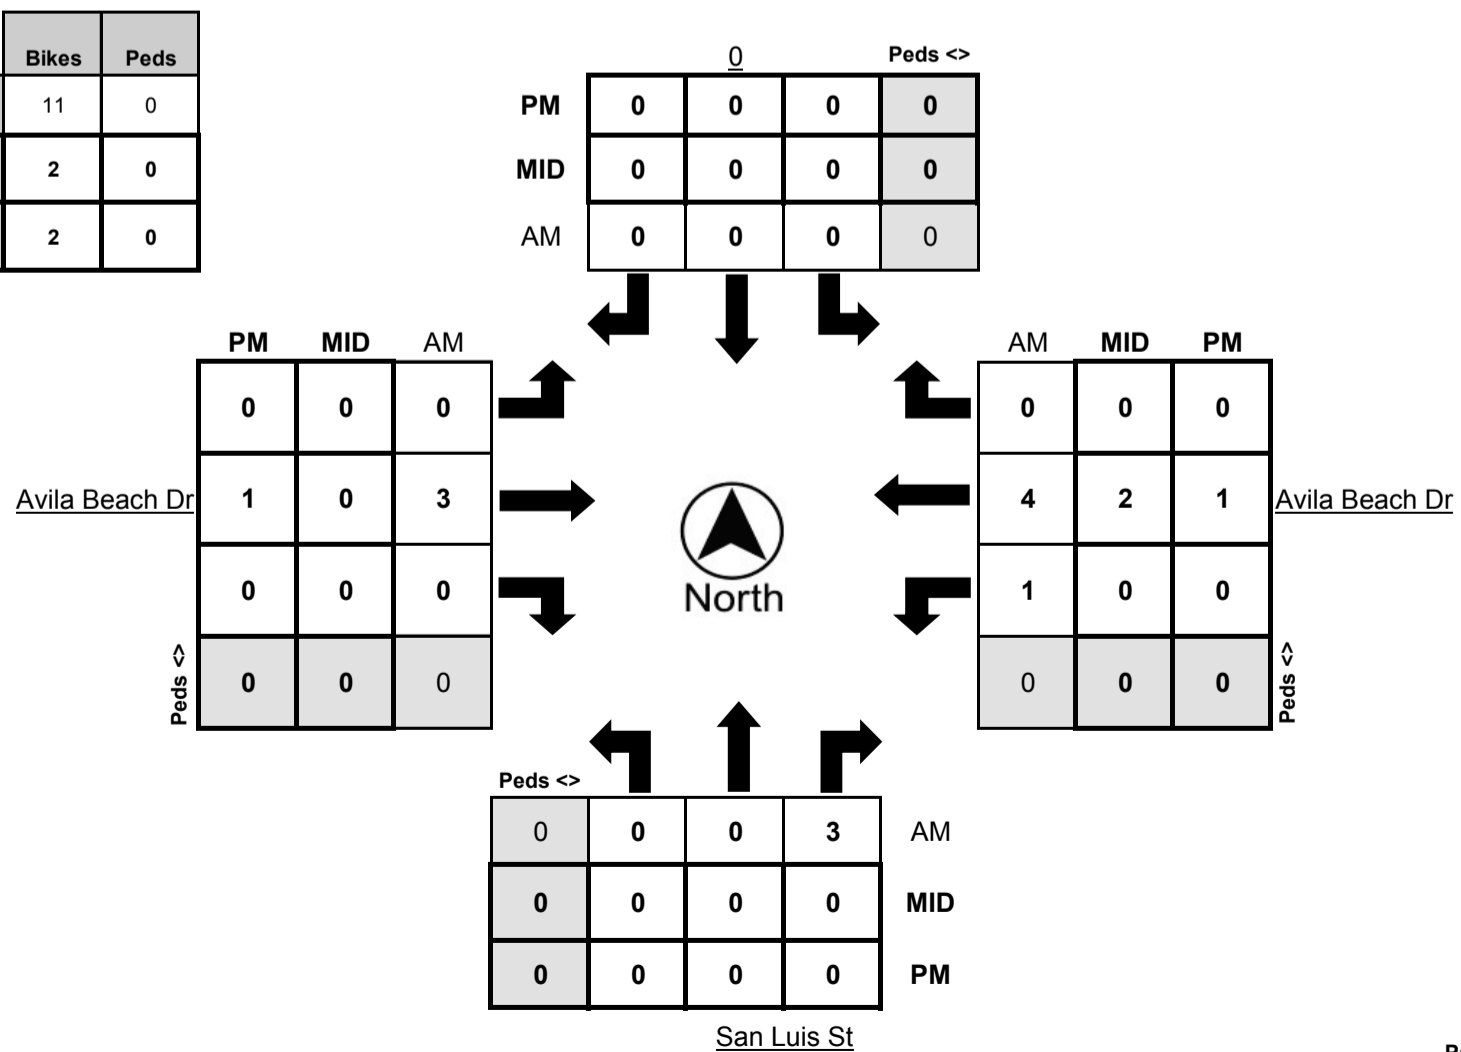 Bikes Peds
11 0
2 0
2 0
0 Peds <>
PM 0 0 0 0
MID 0 0 0 0
AM 0 0 0 0
PM MID AM
0 0 0
Avila Beach Dr 1 0 3
0 0 0
Peds <> 0 0 0
North
AM MID PM
0 0 0
4 2 1 Avila Beach Dr
1 0 0
0 0 0 Peds <>
Peds <>
0 0 0 3 AM
0 0 0 0 MID
0 0 0 0 PM
San Luis St